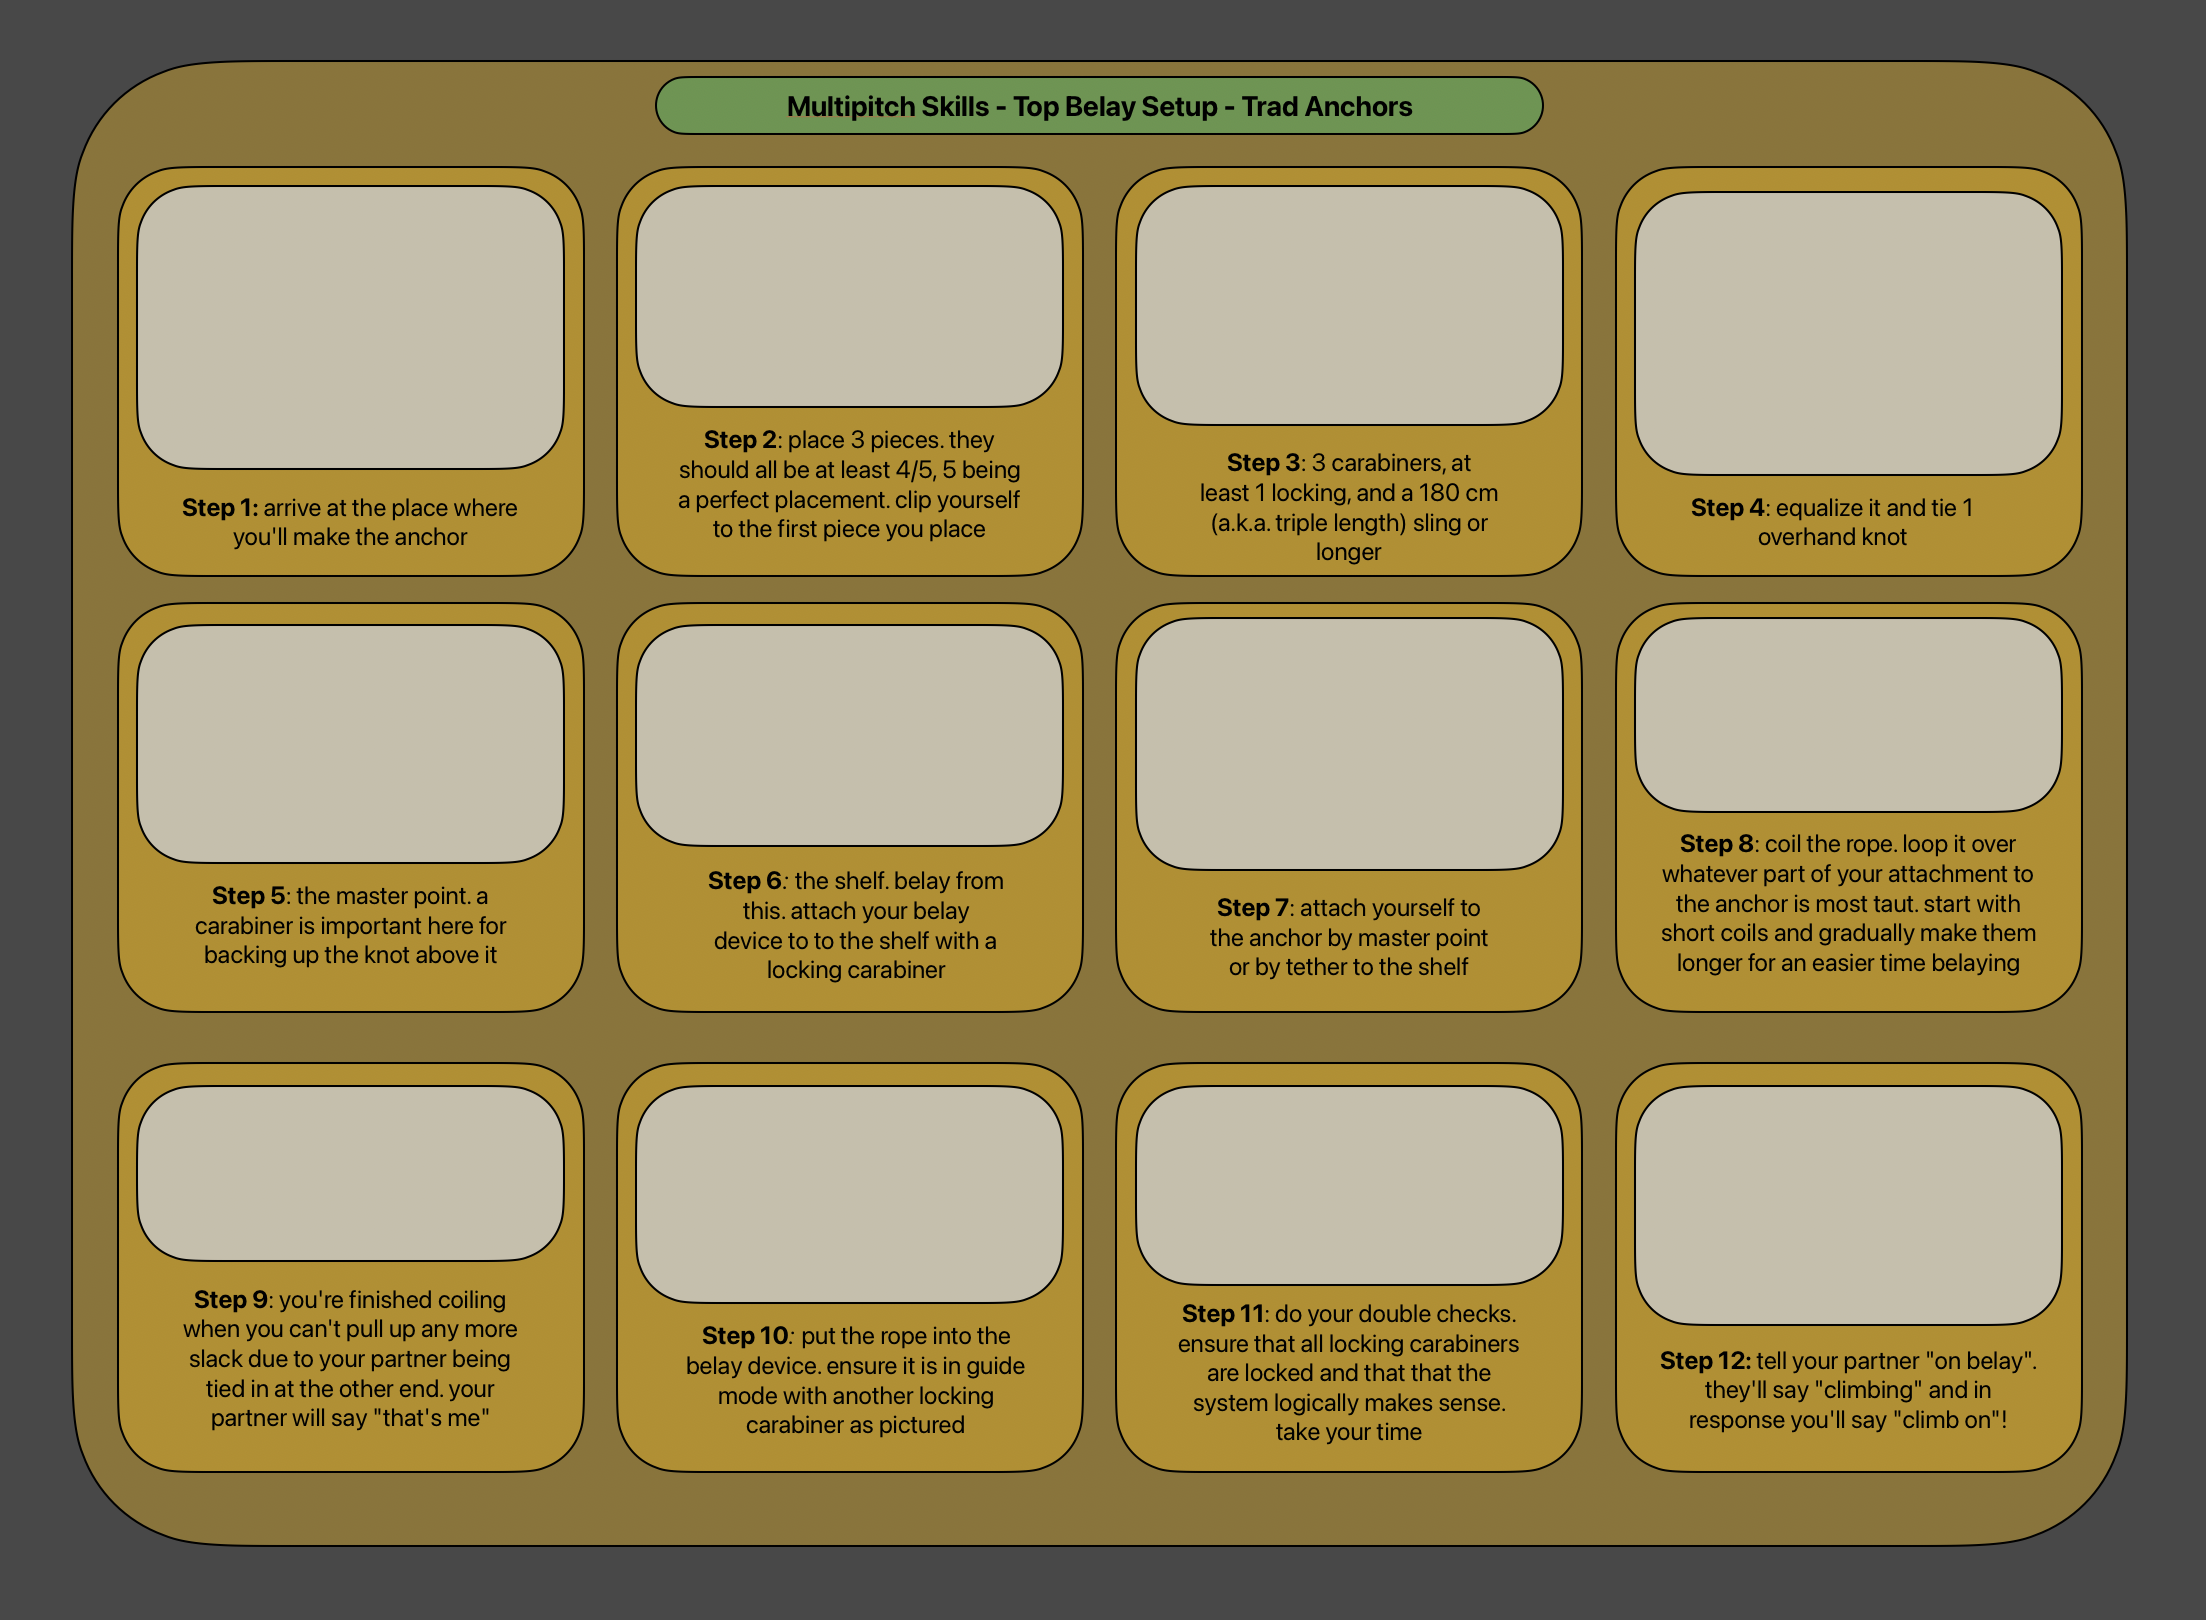 Multipitch Skills - Top Belay Setup - Trad Anchors
Step 1: arrive at the place where
you'll make the anchor
Step 2: place 3 pieces. they
should all be at least 4/5, 5 being
a perfect placement. clip yourself
to the first piece you place
Step 3: 3 carabiners, at
least 1 locking, and a 180 cm
(a.k.a. triple length) sling or
longer
Step 4: equalize it and tie 1
overhand knot
Step 5: the master point. a
carabiner is important here for
backing up the knot above it
Step 6: the shelf. belay from
this. attach your belay
device to to the shelf with a
locking carabiner
Step 7: attach yourself to
the anchor by master point
or by tether to the shelf
Step 8: coil the rope. loop it over
whatever part of your attachment to
the anchor is most taut. start with
short coils and gradually make them
longer for an easier time belaying
Step 9: you're finished coiling
when you can't pull up any more
slack due to your partner being
tied in at the other end. your
partner will say "that's me"
Step 10: put the rope into the
belay device. ensure it is in guide
mode with another locking
carabiner as pictured
Step 11: do your double checks.
ensure that all locking carabiners
are locked and that that the
system logically makes sense.
take your time
Step 12: tell your partner "on belay".
they'll say "climbing" and in
response you'll say "climb on"!